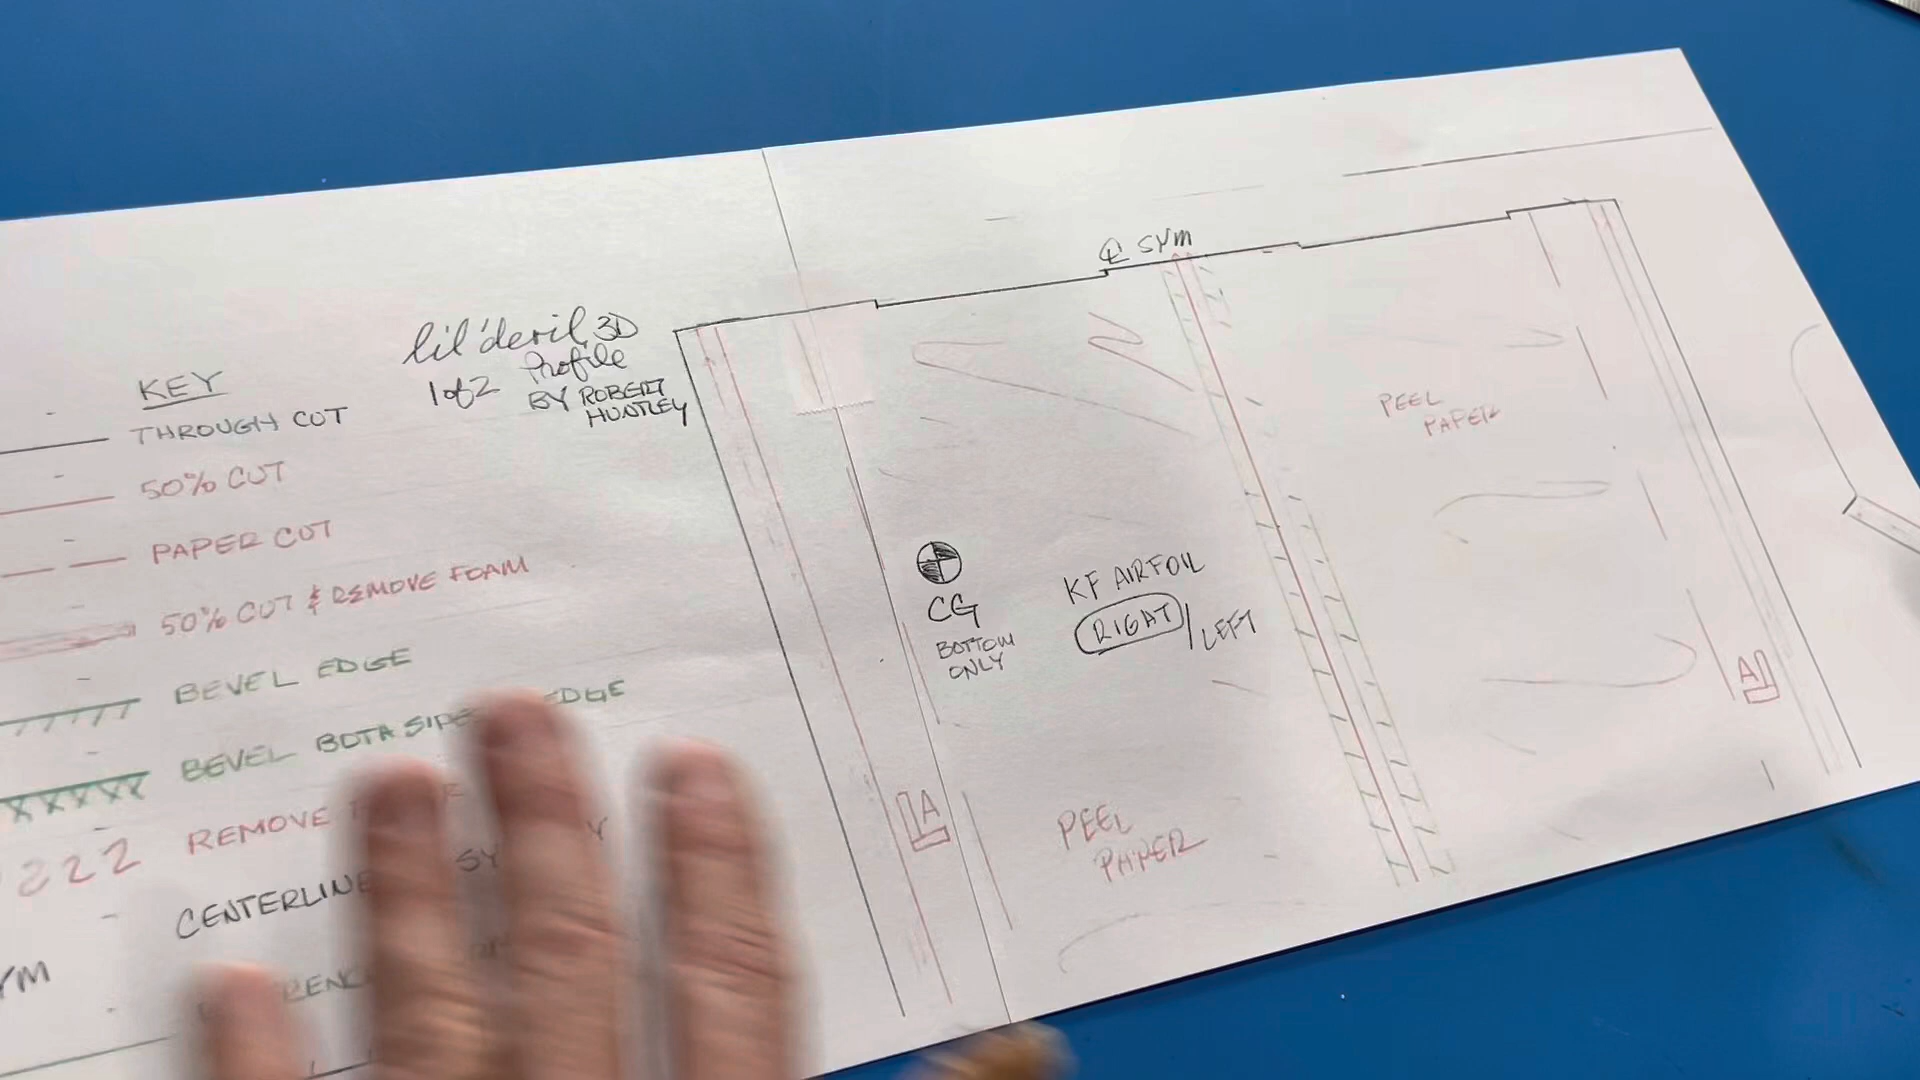 KEY
THROUGH CUT
50% CUT
PAPER CUT
50% CUT & REMOVE FOAM
BEVEL EDGE
BEVEL BOTH SIDES EDGE
REMOVE
CENTERLINE
YM
lil' devil 3D
Profile
1 of 2
BY ROBERT
HUNTLEY
℄ SYM
CG
BOTTOM
ONLY
KF AIRFOIL
RIGHT / LEFT
PEEL
PAPER
PEEL
PAPER
A
A